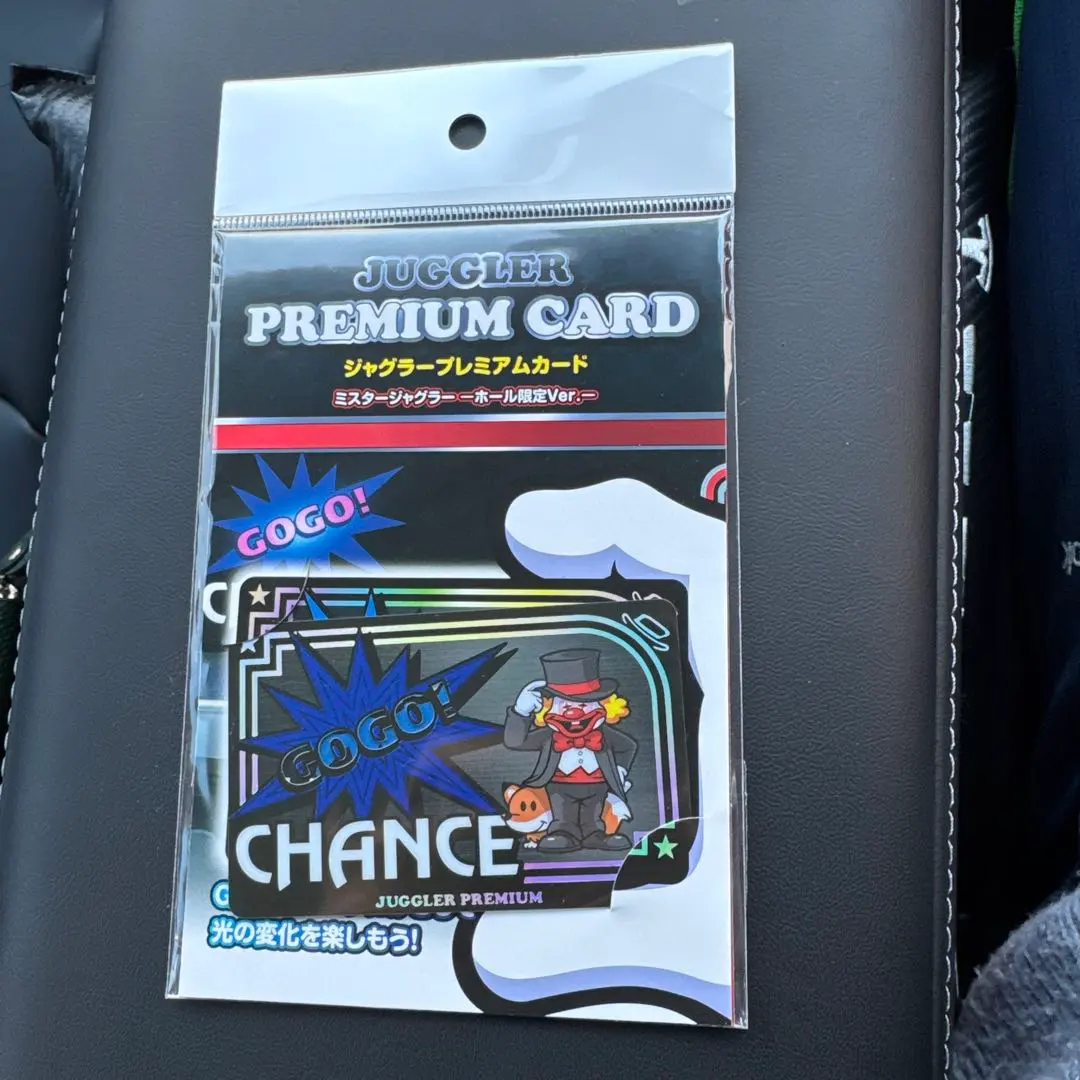 JUGGLER
PREMIUM CARD
ジャグラープレミアムカード
ミスタージャグラー ーホール限定Ver.ー
GOGO!
C
GOGO!
CHANCE
JUGGLER PREMIUM
G
光の変化を楽しもう!